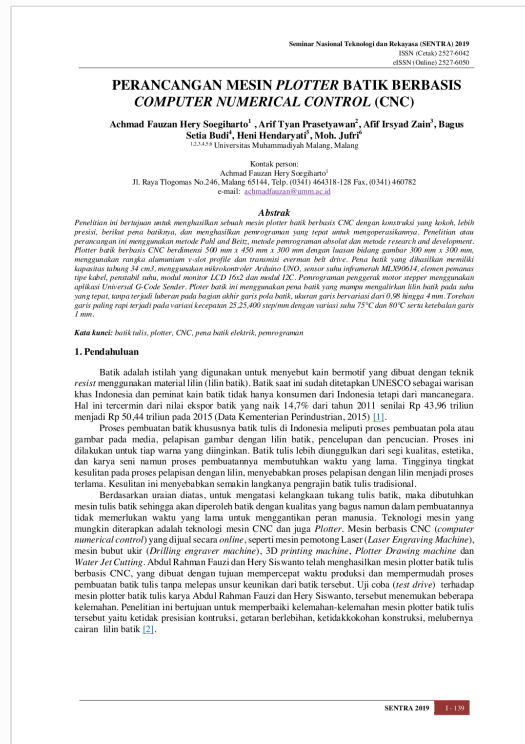 Seminar Nasional Teknologi dan Rekayasa (SENTRA) 2019
ISSN (Cetak) 2527-6042
eISSN (Online) 2527-6050
PERANCANGAN MESIN PLOTTER BATIK BERBASIS
COMPUTER NUMERICAL CONTROL (CNC)
Achmad Fauzan Hery Soegiharto1 , Arif Tyan Prasetyawan2, Afif Irsyad Zain3, Bagus
Setia Budi4, Heni Hendaryati5, Moh. Jufri6
1,2,3,4,5,6 Universitas Muhammadiyah Malang, Malang
Kontak person:
Achmad Fauzan Hery Soegiharto1
Jl. Raya Tlogomas No.246, Malang 65144, Telp. (0341) 464318-128 Fax, (0341) 460782
e-mail: achmadfauzan@umm.ac.id
Abstrak
Penelitian ini bertujuan untuk menghasilkan sebuah mesin plotter batik berbasis CNC dengan konstruksi yang kokoh, lebih
presisi, berikut pena batiknya, dan menghasilkan pemrograman yang tepat untuk mengoperasikannya. Penelitian atau
perancangan ini menggunakan metode Pahl and Beitz, metode pemrograman absolut dan metode research and development.
Plotter batik berbasis CNC berdimensi 500 mm x 450 mm x 300 mm dengan luasan bidang gambar 300 mm x 300 mm,
menggunakan rangka alumunium v-slot profile dan transmisi everman belt drive. Pena batik yang dihasilkan memiliki
kapasitas tabung 34 cm3, menggunakan mikrokontroler Arduino UNO, sensor suhu inframerah MLX90614, elemen pemanas
tipe kabel, penstabil suhu, modul monitor LCD 16x2 dan modul I2C. Pemrograman penggerak motor stepper menggunakan
aplikasi Universal G-Code Sender. Ploter batik ini menggunakan pena batik yang mampu mengalirkan lilin batik pada suhu
yang tepat, tanpa terjadi luberan pada bagian akhir garis pola batik, ukuran garis bervariasi dari 0,98 hingga 4 mm. Torehan
garis paling rapi terjadi pada variasi kecepatan 25,25,400 step/mm dengan variasi suhu 75°C dan 80°C serta ketebalan garis
1 mm.
Kata kunci: batik tulis, plotter, CNC, pena batik elektrik, pemrograman
1. Pendahuluan
Batik adalah istilah yang digunakan untuk menyebut kain bermotif yang dibuat dengan teknik
resist menggunakan material lilin (lilin batik). Batik saat ini sudah ditetapkan UNESCO sebagai warisan
khas Indonesia dan peminat kain batik tidak hanya konsumen dari Indonesia tetapi dari mancanegara.
Hal ini tercermin dari nilai ekspor batik yang naik 14,7% dari tahun 2011 senilai Rp 43,96 triliun
menjadi Rp 50,44 triliun pada 2015 (Data Kementerian Perindustrian, 2015) [1].
Proses pembuatan batik khususnya batik tulis di Indonesia meliputi proses pembuatan pola atau
gambar pada media, pelapisan gambar dengan lilin batik, pencelupan dan pencucian. Proses ini
dilakukan untuk tiap warna yang diinginkan. Batik tulis lebih diunggulkan dari segi kualitas, estetika,
dan karya seni namun proses pembuatannya membutuhkan waktu yang lama. Tingginya tingkat
kesulitan pada proses pelapisan dengan lilin, menyebabkan proses pelapisan dengan lilin menjadi proses
terlama. Kesulitan ini menyebabkan semakin langkanya pengrajin batik tulis tradisional.
Berdasarkan uraian diatas, untuk mengatasi kelangkaan tukang tulis batik, maka dibutuhkan
mesin tulis batik sehingga akan diperoleh batik dengan kualitas yang bagus namun dalam pembuatannya
tidak memerlukan waktu yang lama untuk menggantikan peran manusia. Teknologi mesin yang
mungkin diterapkan adalah teknologi mesin CNC dan juga Plotter. Mesin berbasis CNC (computer
numerical control) yang dijual secara online, seperti mesin pemotong Laser (Laser Engraving Machine),
mesin bubut ukir (Drilling engraver machine), 3D printing machine, Plotter Drawing machine dan
Water Jet Cutting. Abdul Rahman Fauzi dan Hery Siswanto telah menghasilkan mesin plotter batik tulis
berbasis CNC, yang dibuat dengan tujuan mempercepat waktu produksi dan mempermudah proses
pembuatan batik tulis tanpa melepas unsur keunikan dari batik tersebut. Uji coba (test drive) terhadap
mesin plotter batik tulis karya Abdul Rahman Fauzi dan Hery Siswanto, tersebut menemukan beberapa
kelemahan. Penelitian ini bertujuan untuk memperbaiki kelemahan-kelemahan mesin plotter batik tulis
tersebut yaitu ketidak presisian kontruksi, getaran berlebihan, ketidakkokohan konstruksi, melubernya
cairan lilin batik [2].
SENTRA 2019 I - 139